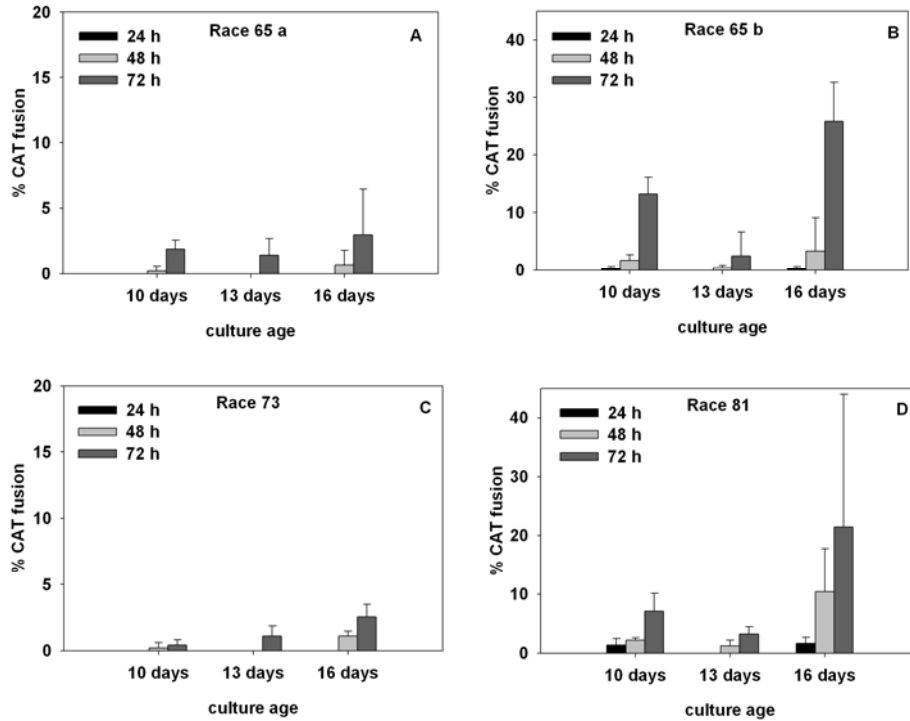 Race 65 a
A
24 h
48 h
72 h
20
15
10
5
0
% CAT fusion
10 days 13 days 16 days
culture age
Race 65 b
B
24 h
48 h
72 h
40
30
20
10
0
% CAT fusion
10 days 13 days 16 days
culture age
Race 73
C
24 h
48 h
72 h
20
15
10
5
0
% CAT fusion
10 days 13 days 16 days
culture age
Race 81
D
24 h
48 h
72 h
40
30
20
10
0
% CAT fusion
10 days 13 days 16 days
culture age